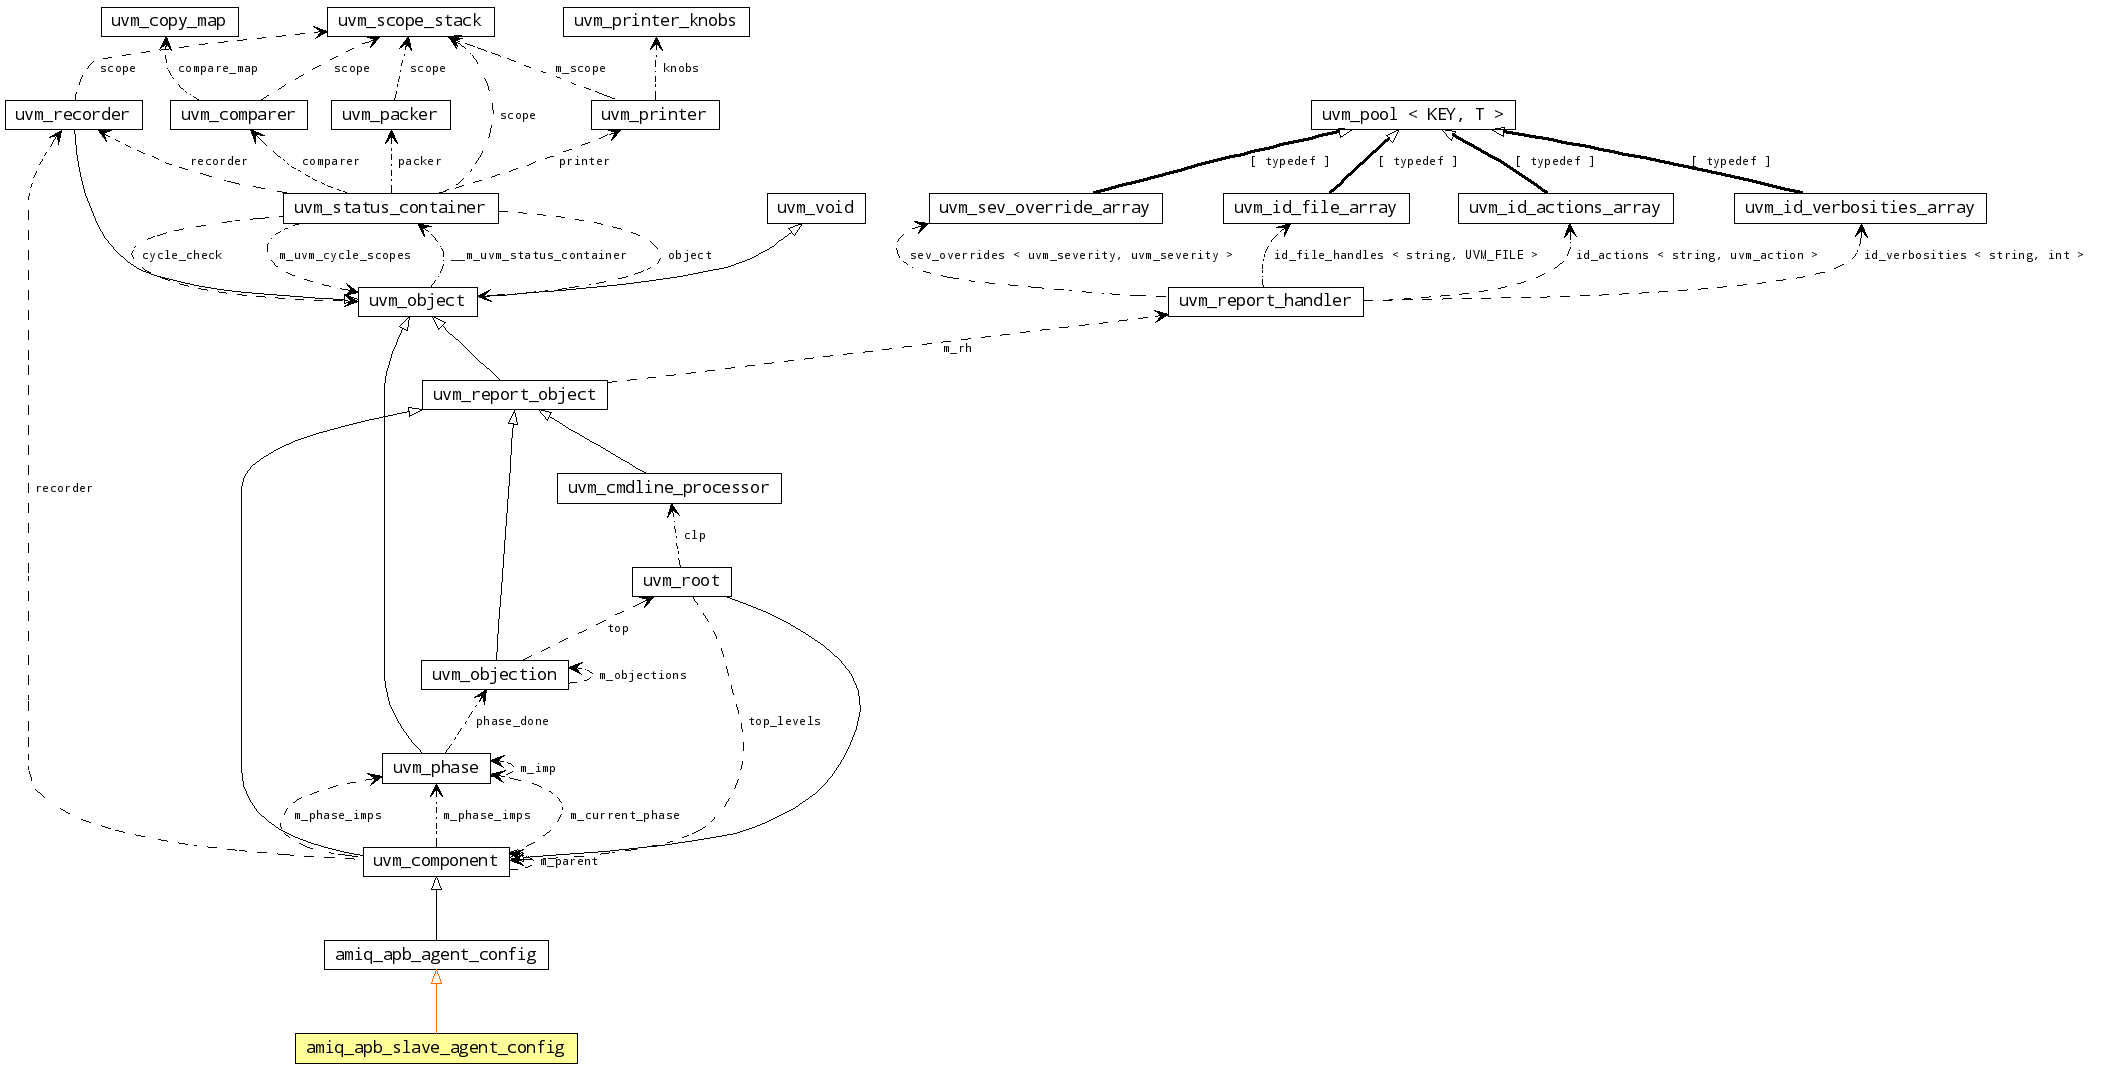 uvm_copy_map
uvm_scope_stack
uvm_printer_knobs
scope
compare_map
scope
scope
m_scope
knobs
uvm_recorder
uvm_comparer
uvm_packer
scope
uvm_printer
uvm_pool < KEY, T >
recorder
comparer
packer
printer
[ typedef ]
[ typedef ]
[ typedef ]
[ typedef ]
uvm_status_container
uvm_void
uvm_sev_override_array
uvm_id_file_array
uvm_id_actions_array
uvm_id_verbosities_array
cycle_check
m_uvm_cycle_scopes
__m_uvm_status_container
object
sev_overrides < uvm_severity, uvm_severity >
id_file_handles < string, UVM_FILE >
id_actions < string, uvm_action >
id_verbosities < string, int >
uvm_object
uvm_report_handler
m_rh
uvm_report_object
recorder
uvm_cmdline_processor
clp
uvm_root
top
uvm_objection
m_objections
phase_done
top_levels
uvm_phase
m_imp
m_phase_imps
m_phase_imps
m_current_phase
uvm_component
m_parent
amiq_apb_agent_config
amiq_apb_slave_agent_config